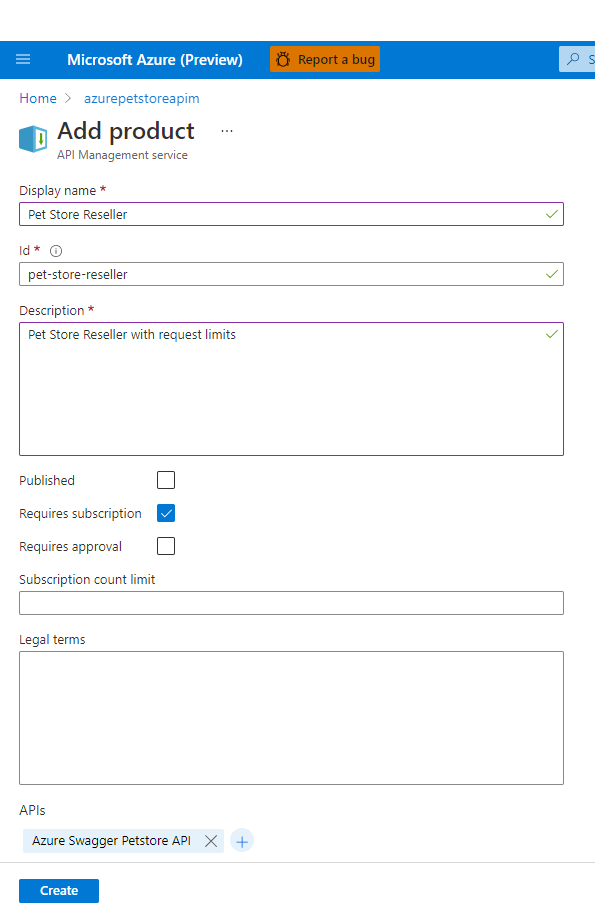 Microsoft Azure (Preview) Report a bug S
Home > azurepetstoreapim
Add product ...
API Management service
Display name *
Pet Store Reseller
Id *
pet-store-reseller
Description *
Pet Store Reseller with request limits
Published
Requires subscription
Requires approval
Subscription count limit
Legal terms
APIs
Azure Swagger Petstore API
Create